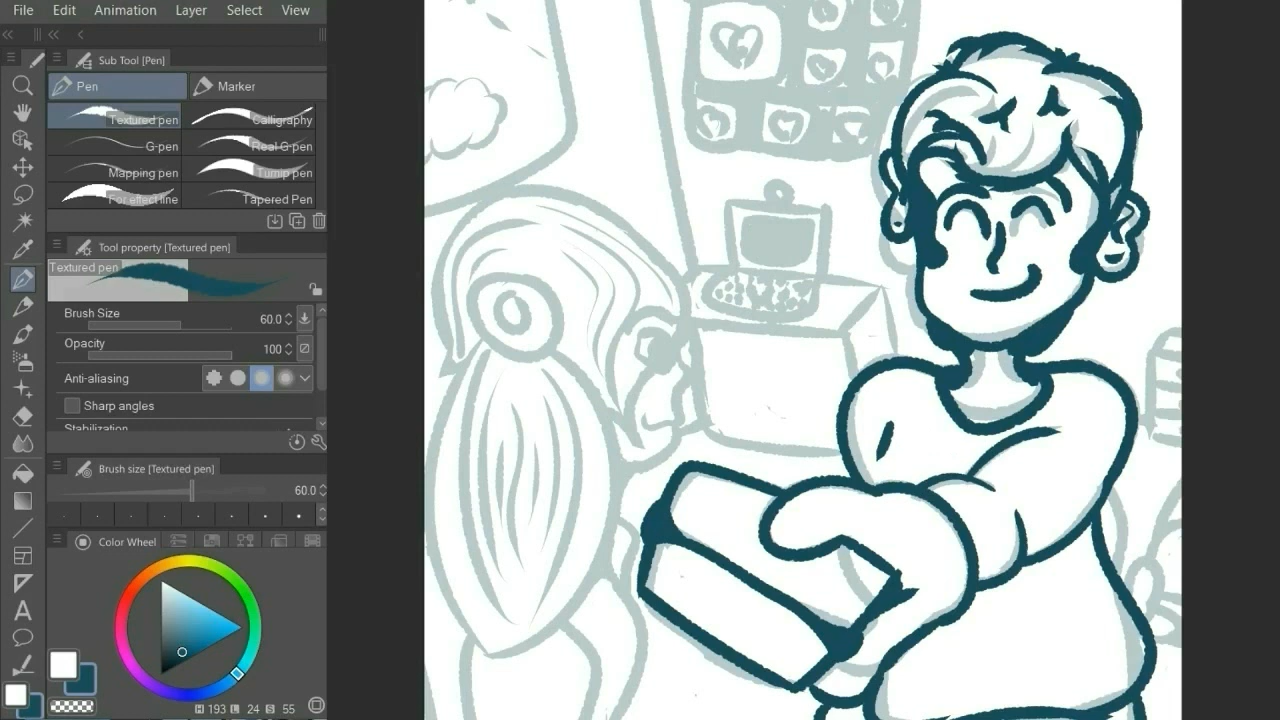 File Edit Animation Layer Select View
Sub Tool [Pen]
Pen Marker
Textured pen Calligraphy
G-pen Real G-pen
Mapping pen Turnip pen
For effect line Tapered Pen
Tool property [Textured pen]
Textured pen
Brush Size 60.0
Opacity 100
Anti-aliasing
Sharp angles
Stabilization
Brush size [Textured pen]
60.0
Color Wheel
H 193 L 24 S 55